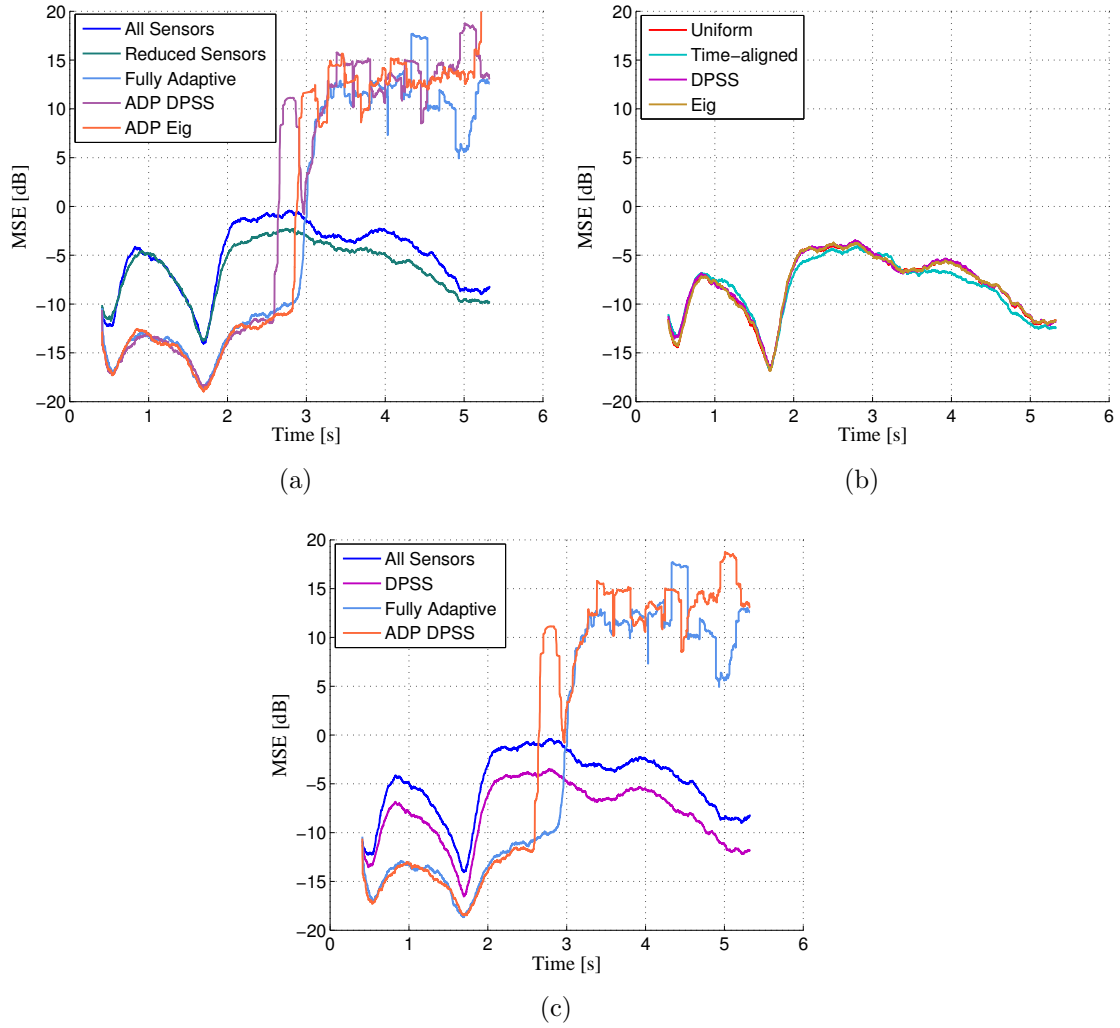 20
15
10
5
0
−5
−10
−15
−20
MSE [dB]
All Sensors
Reduced Sensors
Fully Adaptive
ADP DPSS
ADP Eig
0 1 2 3 4 5 6
Time [s]
(a)
20
15
10
5
0
−5
−10
−15
−20
MSE [dB]
Uniform
Time−aligned
DPSS
Eig
0 1 2 3 4 5 6
Time [s]
(b)
20
15
10
5
0
−5
−10
−15
−20
MSE [dB]
All Sensors
DPSS
Fully Adaptive
ADP DPSS
0 1 2 3 4 5 6
Time [s]
(c)